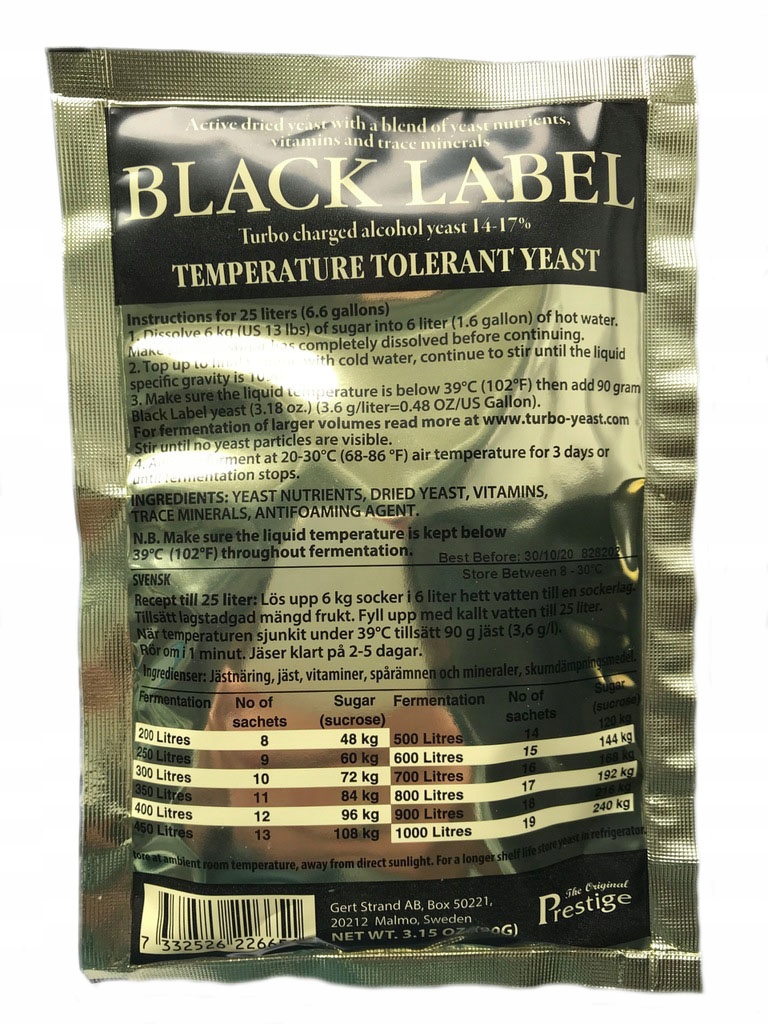 Active dried yeast with a blend of yeast nutrients,
vitamins and trace minerals
BLACK LABEL
Turbo charged alcohol yeast 14-17%
TEMPERATURE TOLERANT YEAST
Instructions for 25 liters (6.6 gallons)
1. Dissolve 6 kg (US 13 lbs) of sugar into 6 liter (1.6 gallon) of hot water.
Make completely dissolved before continuing.
2. Top up to with cold water, continue to stir until the liquid
specific gravity is
3. Make sure the liquid temperature is below 39°C (102°F) then add 90 gram
Black Label yeast (3.18 oz.) (3.6 g/liter=0.48 OZ/US Gallon).
For fermentation of larger volumes read more at www.turbo-yeast.com
Stir until no yeast particles are visible.
4. at 20-30°C (68-86 °F) air temperature for 3 days or
until fermentation stops.
INGREDIENTS: YEAST NUTRIENTS, DRIED YEAST, VITAMINS,
TRACE MINERALS, ANTIFOAMING AGENT.
N.B. Make sure the liquid temperature is kept below
39°C (102°F) throughout fermentation.
Best Before: 30/10/20 828202
Store Between 8 - 30°C
SVENSK
Recept till 25 liter: Lös upp 6 kg socker i 6 liter hett vatten till en sockerlag.
Tillsätt lagstadgad mängd frukt. Fyll upp med kallt vatten till 25 liter.
När temperaturen sjunkit under 39°C tillsätt 90 g jäst (3,6 g/l).
Rör om i 1 minut. Jäser klart på 2-5 dagar.
Ingredienser: Jästnäring, jäst, vitaminer, spårämnen och mineraler, skumdämpningsmedel.
Fermentation No of sachets Sugar (sucrose) Fermentation No of sachets Sugar (sucrose)
200 Litres 8 48 kg 500 Litres 14 120 kg
250 Litres 9 60 kg 600 Litres 15 144 kg
300 Litres 10 72 kg 700 Litres 16 168 kg
350 Litres 11 84 kg 800 Litres 17 192 kg
400 Litres 12 96 kg 900 Litres 18 216 kg
450 Litres 13 108 kg 1000 Litres 19 240 kg
Store at ambient room temperature, away from direct sunlight. For a longer shelf life store yeast in refrigerator.
7 332526 2266
Gert Strand AB, Box 50221,
20212 Malmo, Sweden
NET WT. 3.15 OZ (90G)
The Original
Prestige